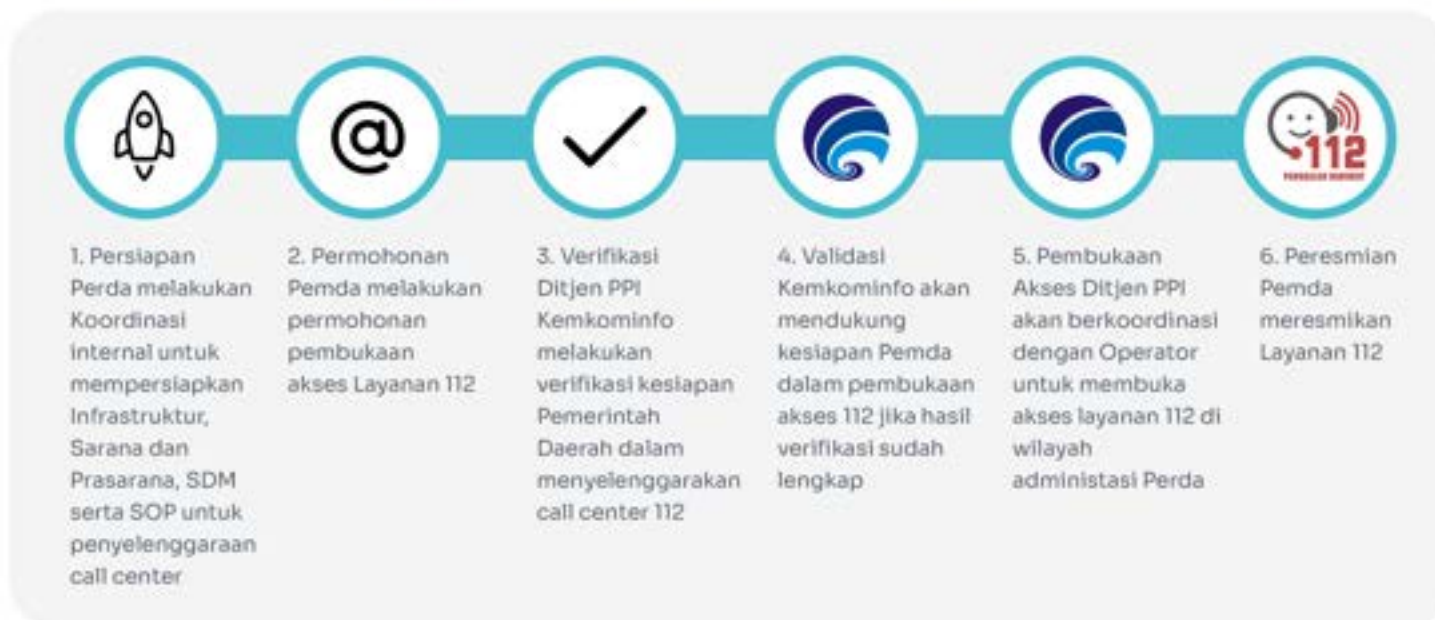 @
112
1. Persiapan
Perda melakukan
Koordinasi
internal untuk
mempersiapkan
Infrastruktur,
Sarana dan
Prasarana, SDM
serta SOP untuk
penyelenggaraan
call center
2. Permohonan
Pemda melakukan
permohonan
pembukaan
akses Layanan 112
3. Verifikasi
Ditjen PPI
Kemkominfo
melakukan
verifikasi kesiapan
Pemerintah
Daerah dalam
menyelenggarakan
call center 112
4. Validasi
Kemkominfo akan
mendukung
kesiapan Pemda
dalam pembukaan
akses 112 jika hasil
verifikasi sudah
lengkap
5. Pembukaan
Akses Ditjen PPI
akan berkoordinasi
dengan Operator
untuk membuka
akses layanan 112 di
wilayah
administasi Perda
6. Peresmian
Pemda
meresmikan
Layanan 112